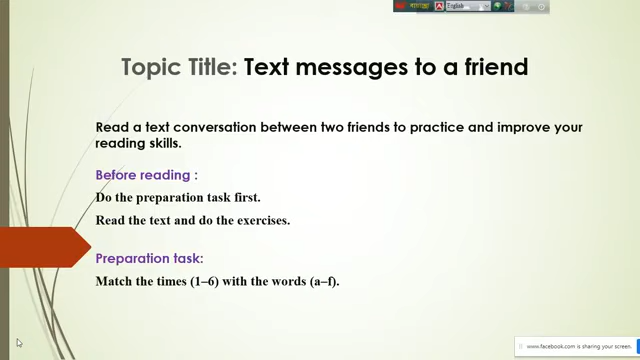 English
Topic Title: Text messages to a friend
Read a text conversation between two friends to practice and improve your
reading skills.
Before reading :
Do the preparation task first.
Read the text and do the exercises.
Preparation task:
Match the times (1–6) with the words (a–f).
www.facebook.com is sharing your screen.